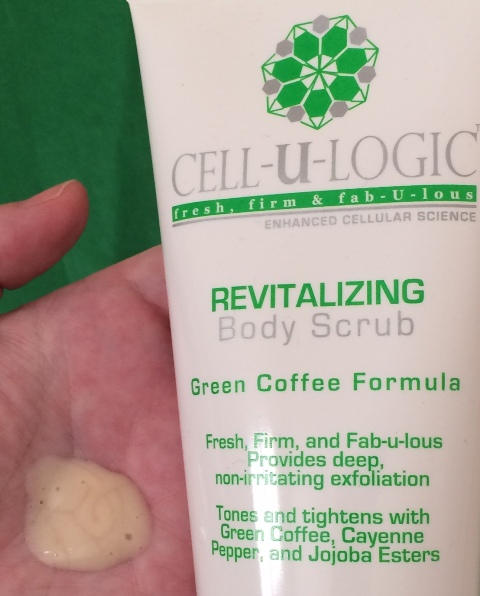 CELL-U-LOGIC
fresh, firm & fab-U-lous
ENHANCED CELLULAR SCIENCE
REVITALIZING
Body Scrub
Green Coffee Formula
Fresh, Firm, and Fab-u-lous
Provides deep,
non-irritating exfoliation
Tones and tightens with
Green Coffee, Cayenne
Pepper, and Jojoba Esters